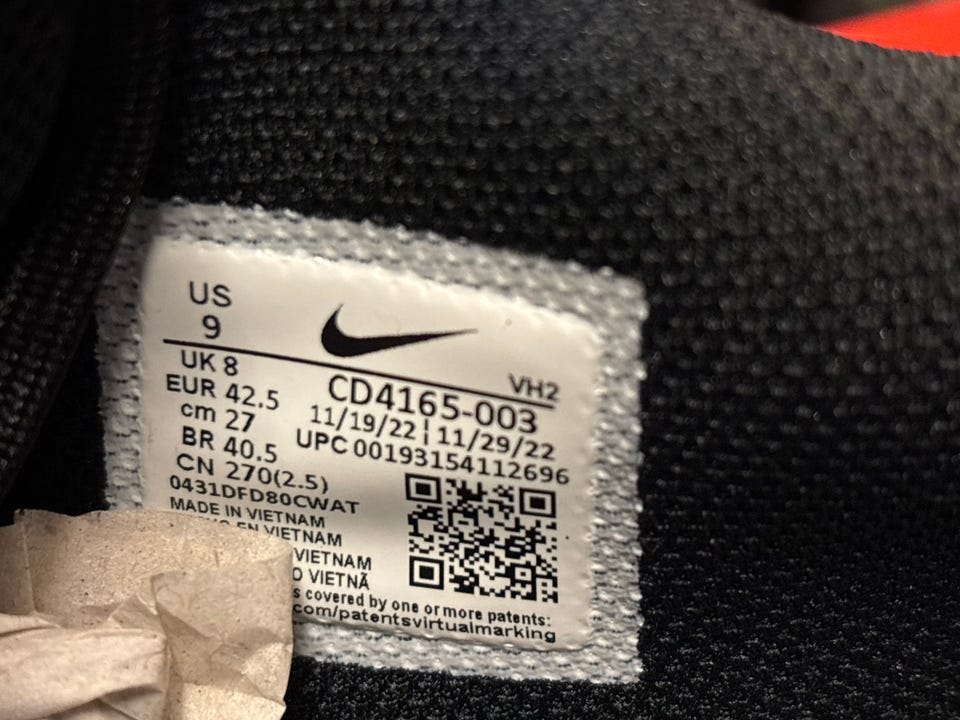 US
9
VH2
UK 8
EUR 42.5
cm 27
BR 40.5
CN 270(2.5)
CD4165-003
11/19/22 | 11/29/22
UPC 00193154112696
0431DFD80CWAT
MADE IN VIETNAM
EN VIETNAM
VIETNAM
O VIETNÃ
s covered by one or more patents:
com/patentsvirtualmarking